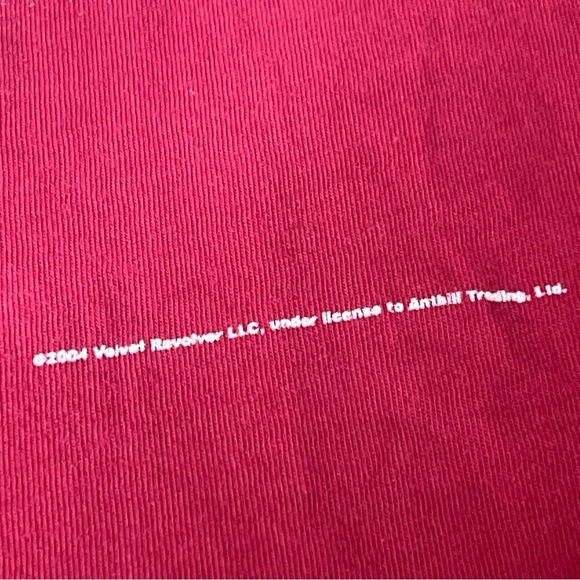 ©2004 Velvet Revolver LLC, under license to Anthill Trading, Ltd.